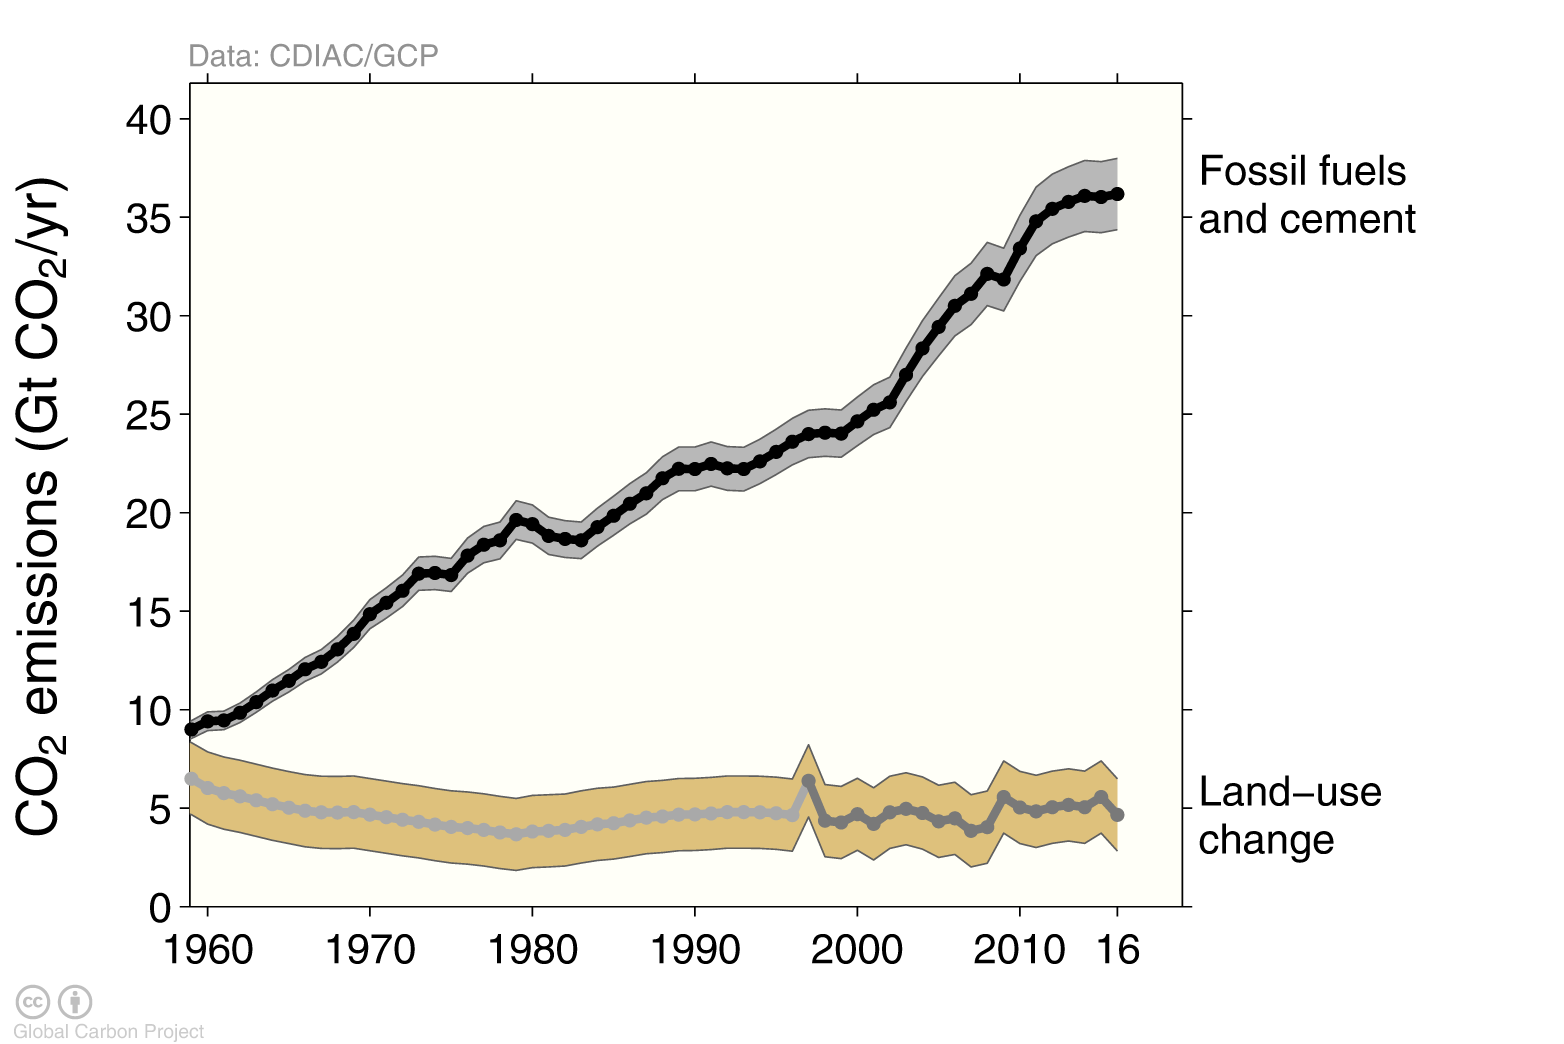 Data: CDIAC/GCP
CO₂ emissions (Gt CO₂/yr)
40
35
30
25
20
15
10
5
0
Fossil fuels
and cement
Land−use
change
1960 1970 1980 1990 2000 2010 16
cc
Global Carbon Project